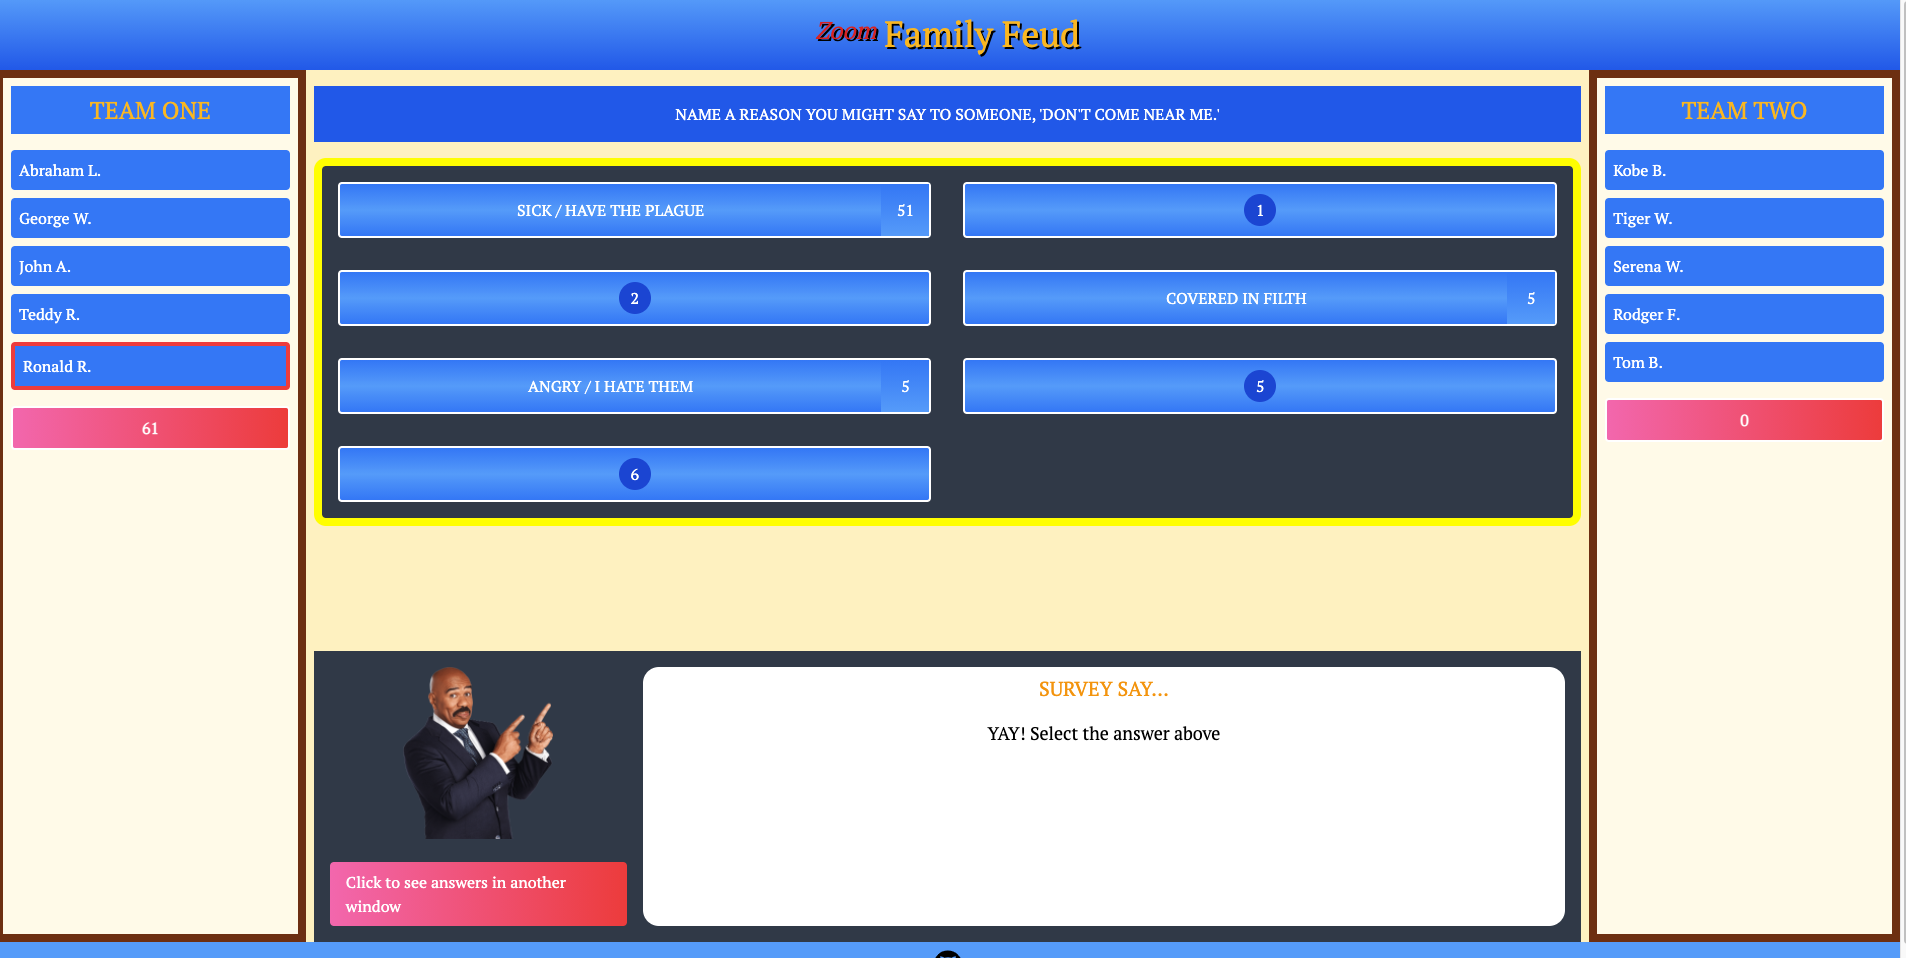 Zoom Family Feud
TEAM ONE
Abraham L.
George W.
John A.
Teddy R.
Ronald R.
61
NAME A REASON YOU MIGHT SAY TO SOMEONE, 'DON'T COME NEAR ME.'
SICK / HAVE THE PLAGUE 51
1
2
COVERED IN FILTH 5
ANGRY / I HATE THEM 5
5
6
SURVEY SAY...
YAY! Select the answer above
Click to see answers in another
window
TEAM TWO
Kobe B.
Tiger W.
Serena W.
Rodger F.
Tom B.
0